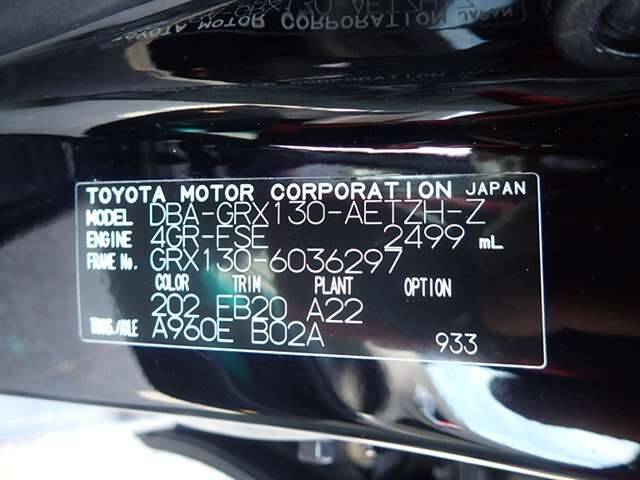 TOYOTA MOTOR CORPORATION JAPAN
MODEL DBA-GRX130-AETZH-Z
ENGINE 4GR-FSE 2499 mL
FRAME No. GRX130-6036297
COLOR TRIM PLANT OPTION
202 EB20 A22
TRANS./AXLE A960E B02A
933